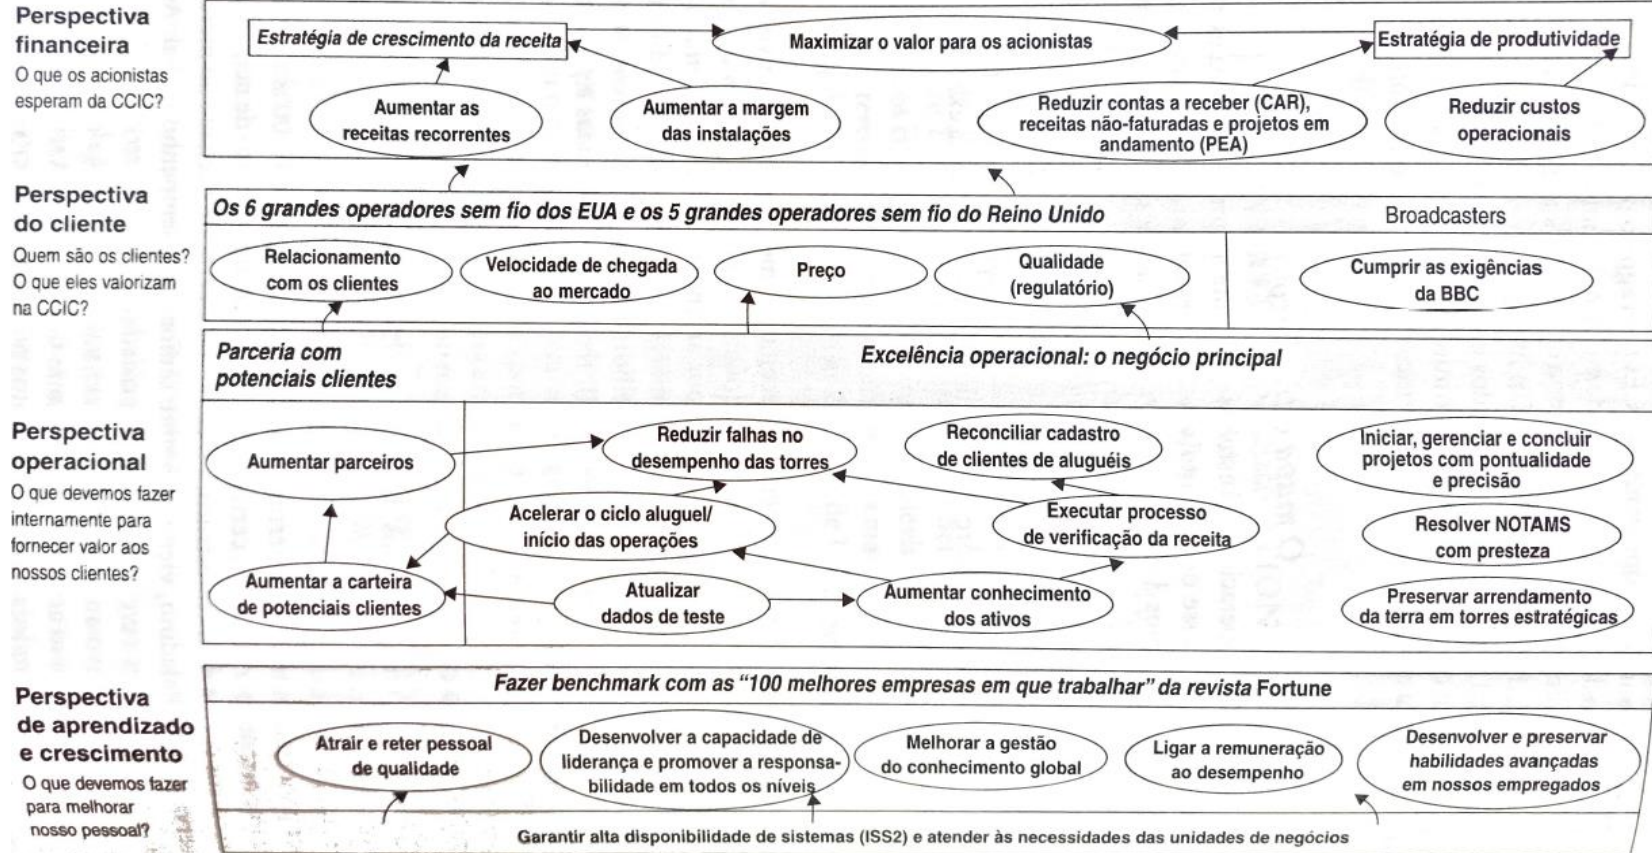 Perspectiva
financeira
O que os acionistas
esperam da CCIC?
Estratégia de crescimento da receita
Maximizar o valor para os acionistas
Estratégia de produtividade
Aumentar as
receitas recorrentes
Aumentar a margem
das instalações
Reduzir contas a receber (CAR),
receitas não-faturadas e projetos em
andamento (PEA)
Reduzir custos
operacionais
Perspectiva
do cliente
Quem são os clientes?
O que eles valorizam
na CCIC?
Os 6 grandes operadores sem fio dos EUA e os 5 grandes operadores sem fio do Reino Unido
Broadcasters
Relacionamento
com os clientes
Velocidade de chegada
ao mercado
Preço
Qualidade
(regulatório)
Cumprir as exigências
da BBC
Parceria com
potenciais clientes
Excelência operacional: o negócio principal
Perspectiva
operacional
O que devemos fazer
internamente para
fornecer valor aos
nossos clientes?
Aumentar parceiros
Reduzir falhas no
desempenho das torres
Reconciliar cadastro
de clientes de aluguéis
Iniciar, gerenciar e concluir
projetos com pontualidade
e precisão
Acelerar o ciclo aluguel/
início das operações
Executar processo
de verificação da receita
Resolver NOTAMS
com presteza
Aumentar a carteira
de potenciais clientes
Atualizar
dados de teste
Aumentar conhecimento
dos ativos
Preservar arrendamento
da terra em torres estratégicas
Perspectiva
de aprendizado
e crescimento
O que devemos fazer
para melhorar
nosso pessoal?
Fazer benchmark com as “100 melhores empresas em que trabalhar” da revista Fortune
Atrair e reter pessoal
de qualidade
Desenvolver a capacidade de
liderança e promover a responsa-
bilidade em todos os níveis
Melhorar a gestão
do conhecimento global
Ligar a remuneração
ao desempenho
Desenvolver e preservar
habilidades avançadas
em nossos empregados
Garantir alta disponibilidade de sistemas (ISS2) e atender às necessidades das unidades de negócios